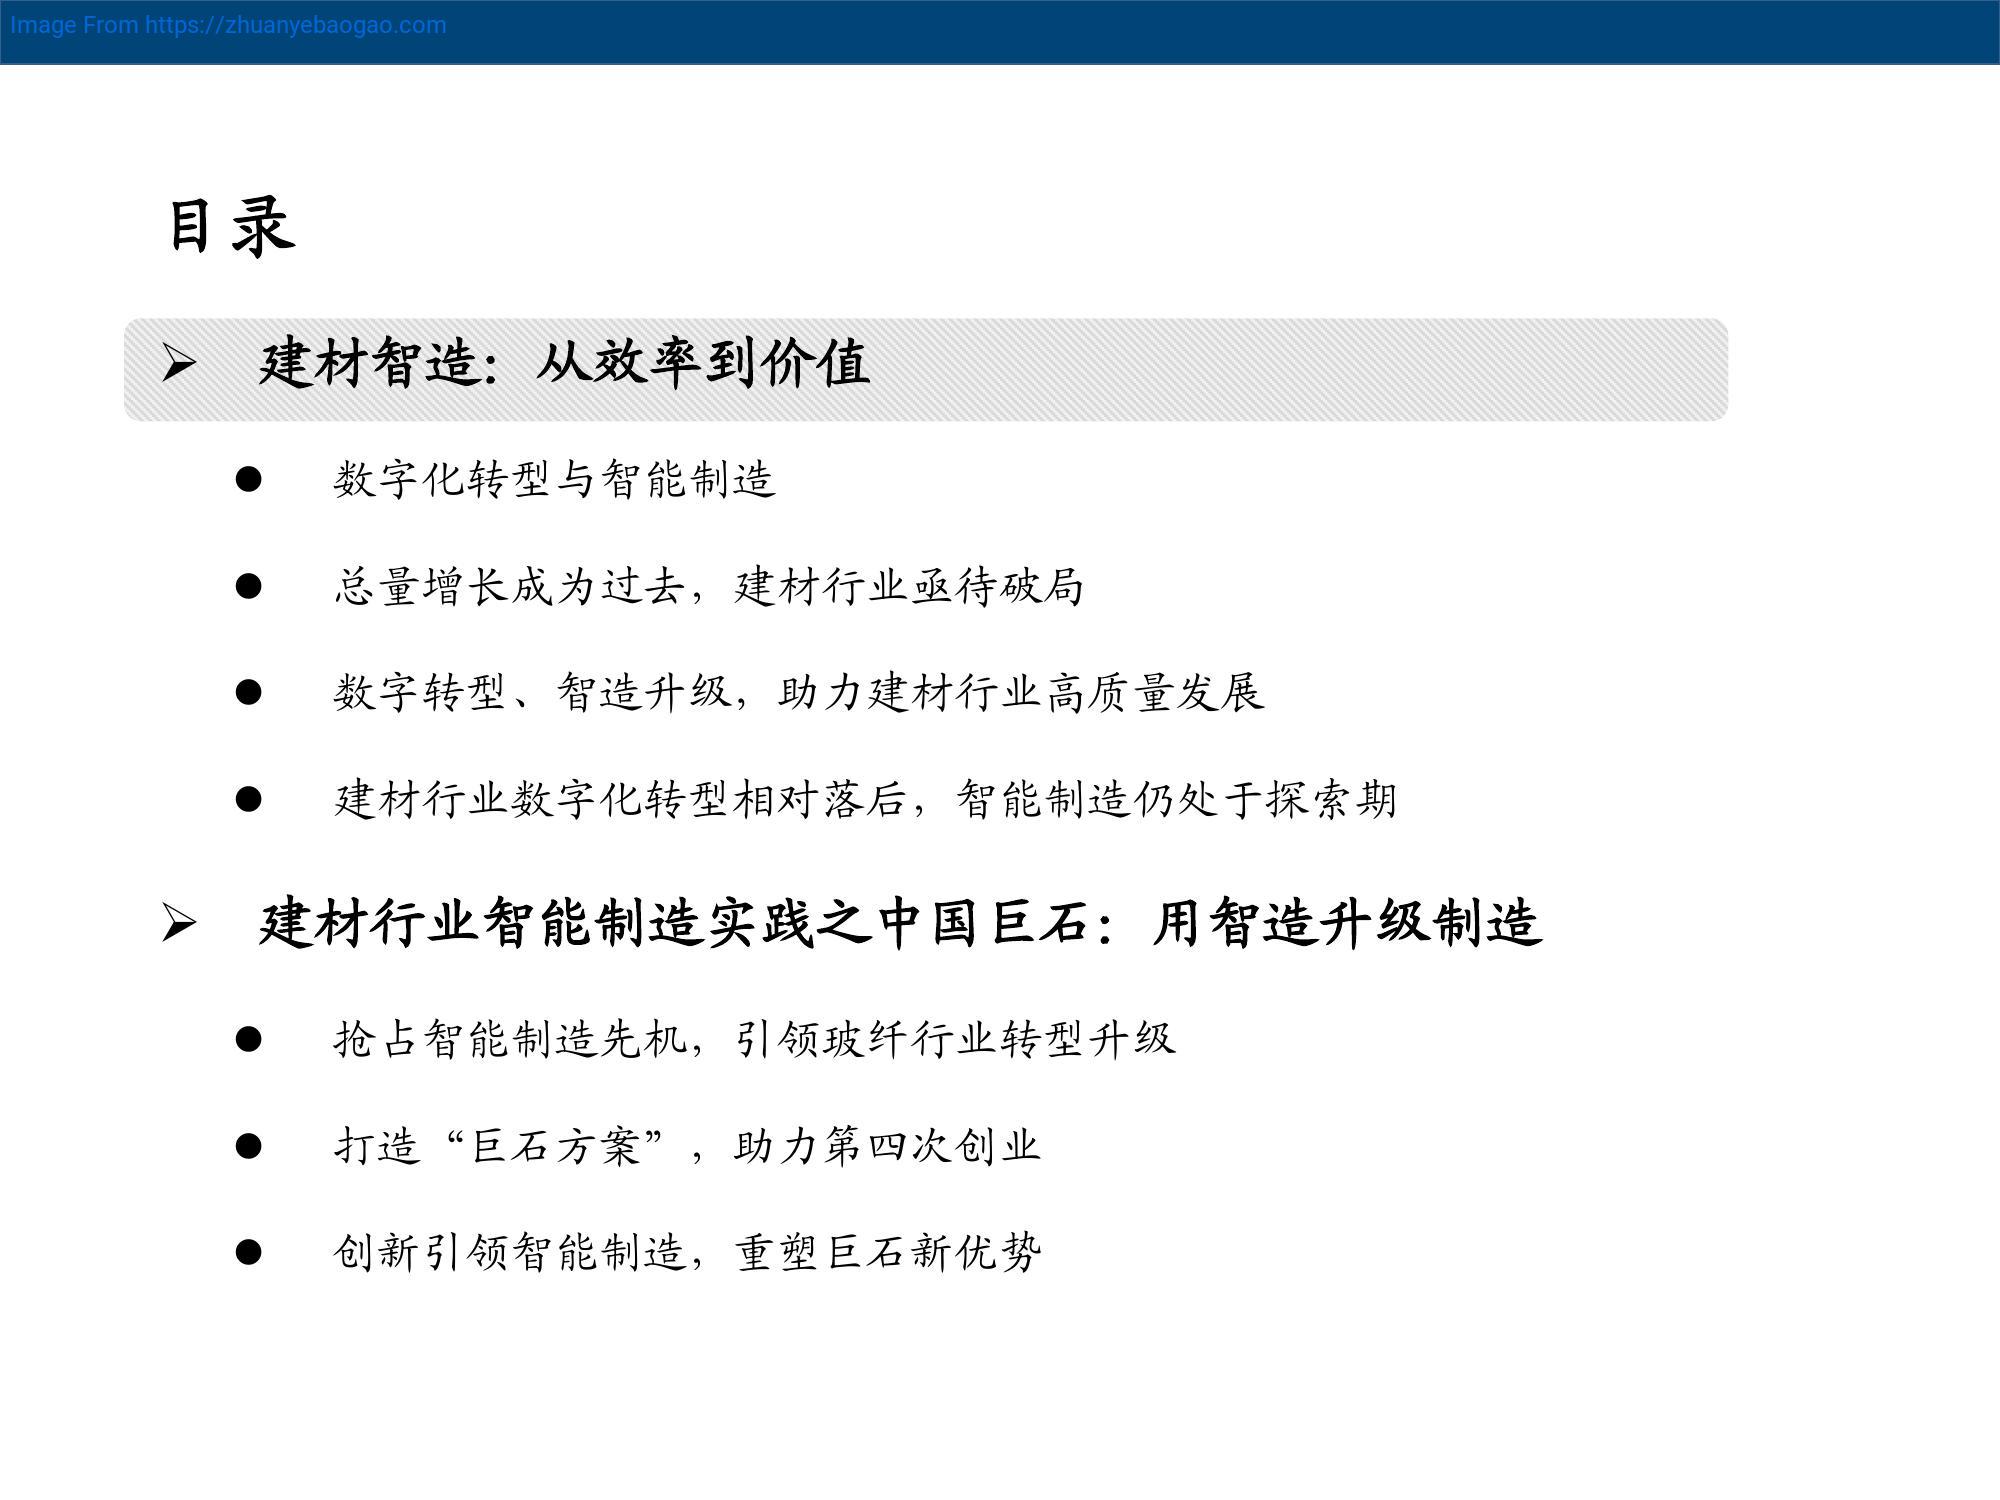 Image From https://zhuanyebaogao.com
目录
➢ 建材智造：从效率到价值
● 数字化转型与智能制造
● 总量增长成为过去，建材行业亟待破局
● 数字转型、智造升级，助力建材行业高质量发展
● 建材行业数字化转型相对落后，智能制造仍处于探索期
➢ 建材行业智能制造实践之中国巨石：用智造升级制造
● 抢占智能制造先机，引领玻纤行业转型升级
● 打造“巨石方案”，助力第四次创业
● 创新引领智能制造，重塑巨石新优势